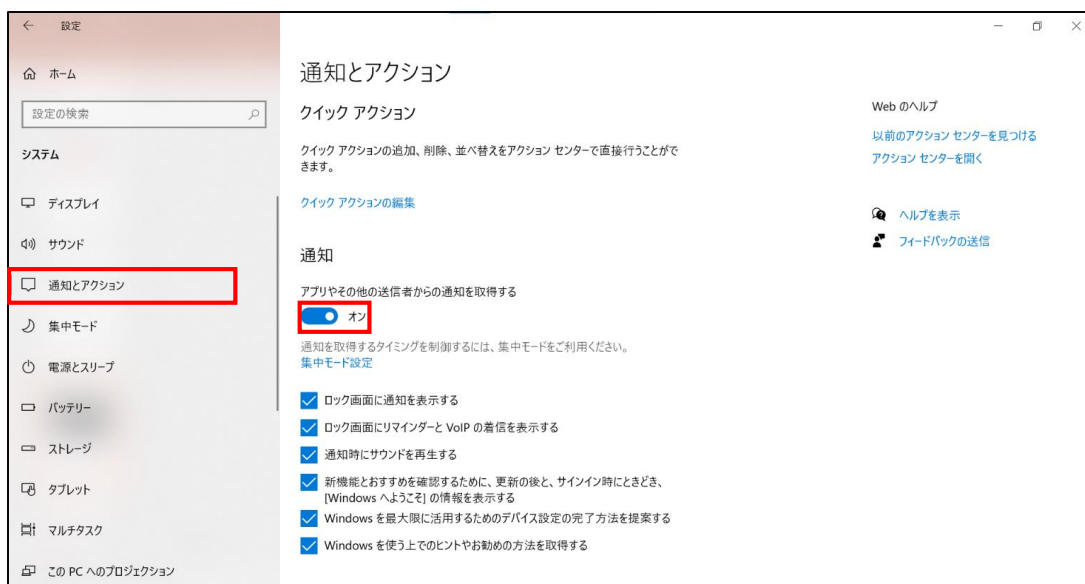 設定
ホーム
設定の検索
システム
ディスプレイ
サウンド
通知とアクション
集中モード
電源とスリープ
バッテリー
ストレージ
タブレット
マルチタスク
この PC へのプロジェクション
通知とアクション
クイック アクション
クイック アクションの追加、削除、並べ替えをアクション センターで直接行うことがで
きます。
クイック アクションの編集
通知
アプリやその他の送信者からの通知を取得する
オン
通知を取得するタイミングを制御するには、集中モードをご利用ください。
集中モード設定
ロック画面に通知を表示する
ロック画面にリマインダーと VoIP の着信を表示する
通知時にサウンドを再生する
新機能とおすすめを確認するために、更新の後と、サインイン時にときどき、
[Windows へようこそ] の情報を表示する
Windows を最大限に活用するためのデバイス設定の完了方法を提案する
Windows を使う上でのヒントやお勧めの方法を取得する
Web のヘルプ
以前のアクション センターを見つける
アクション センターを開く
ヘルプを表示
フィードバックの送信